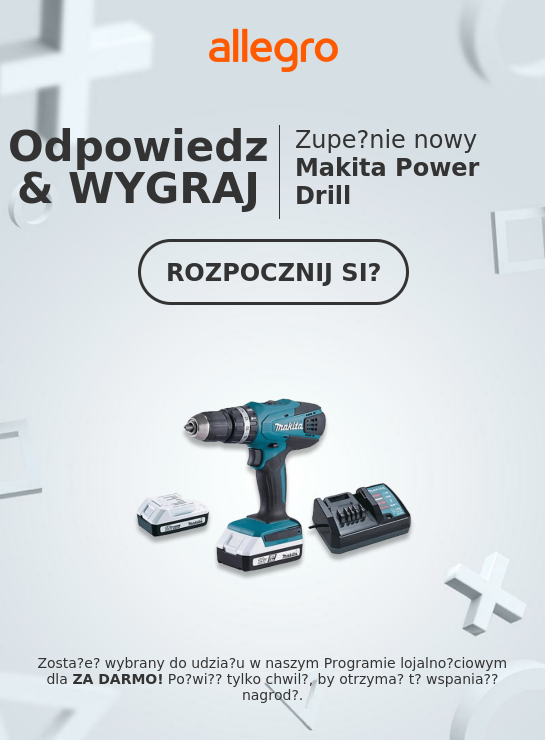 allegro
Odpowiedz
& WYGRAJ
Zupe?nie nowy
Makita Power
Drill
ROZPOCZNIJ SI?
makita
Zosta?e? wybrany do udzia?u w naszym Programie lojalno?ciowym
dla ZA DARMO! Po?wi?? tylko chwil?, by otrzyma? t? wspania??
nagrod?.